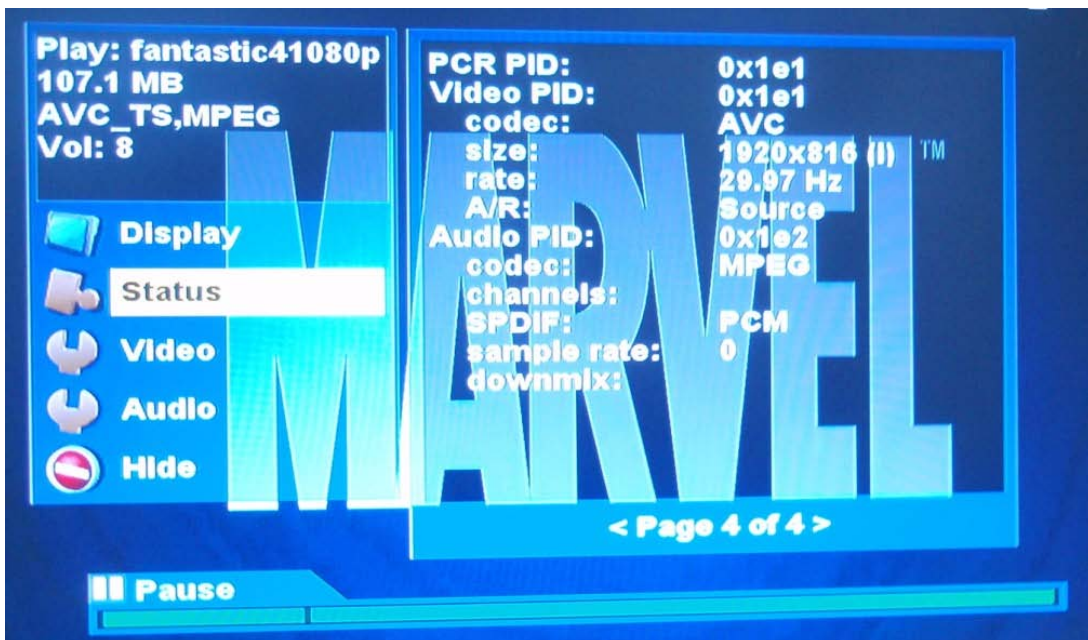 Play: fantastic41080p
107.1 MB
AVC_TS,MPEG
Vol: 8
Display
Status
Video
Audio
Hide
PCR PID: 0x1e1
Video PID: 0x1e1
codec: AVC
size: 1920x816 (I)
rate: 29.97 Hz
A/R: Source
Audio PID: 0x1e2
codec: MPEG
channels:
SPDIF: PCM
sample rate: 0
downmix:
< Page 4 of 4 >
MARVEL TM
Pause